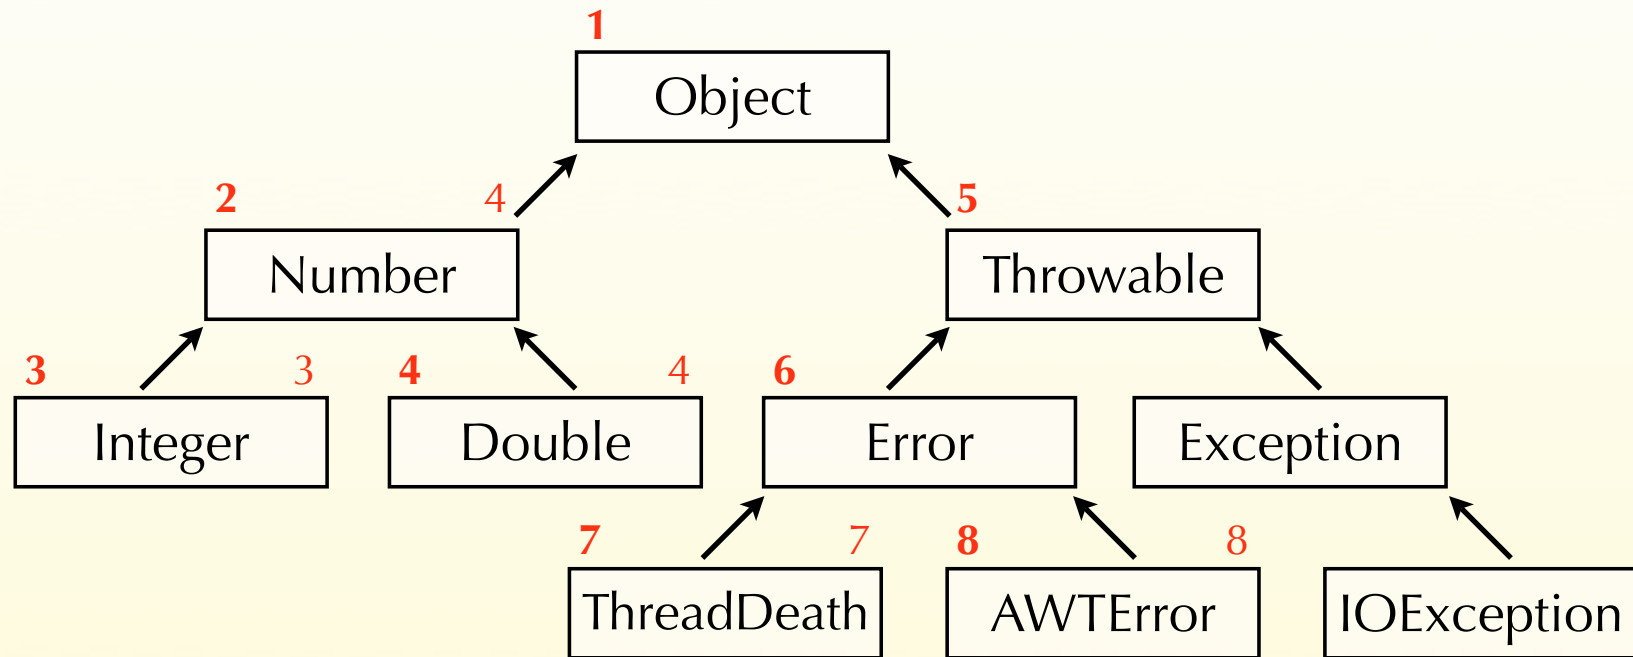 1
Object
2 4 5
Number Throwable
3 3 4 4 6
Integer Double Error Exception
7 7 8 8
ThreadDeath AWTError IOException